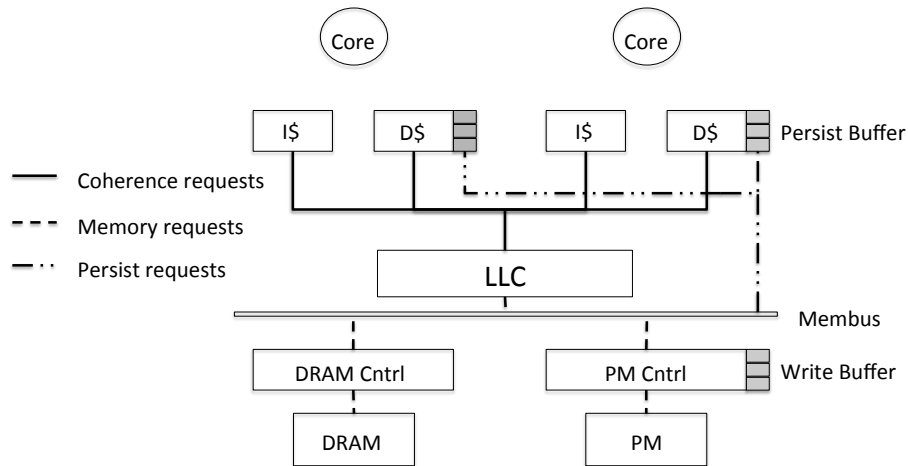 Core
Core
I$
D$
I$
D$
Persist Buffer
Coherence requests
Memory requests
Persist requests
LLC
Membus
DRAM Cntrl
PM Cntrl
Write Buffer
DRAM
PM